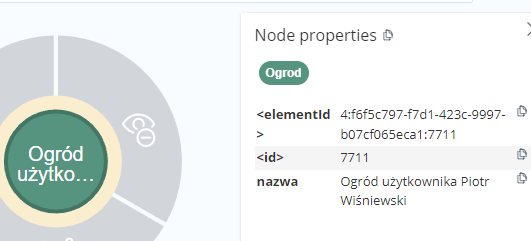 Node properties
Ogrod
<elementId
>
4:f6f5c797-f7d1-423c-9997-
b07cf065eca1:7711
<id>
7711
nazwa
Ogród użytkownika Piotr
Wiśniewski
Ogród
użytko…